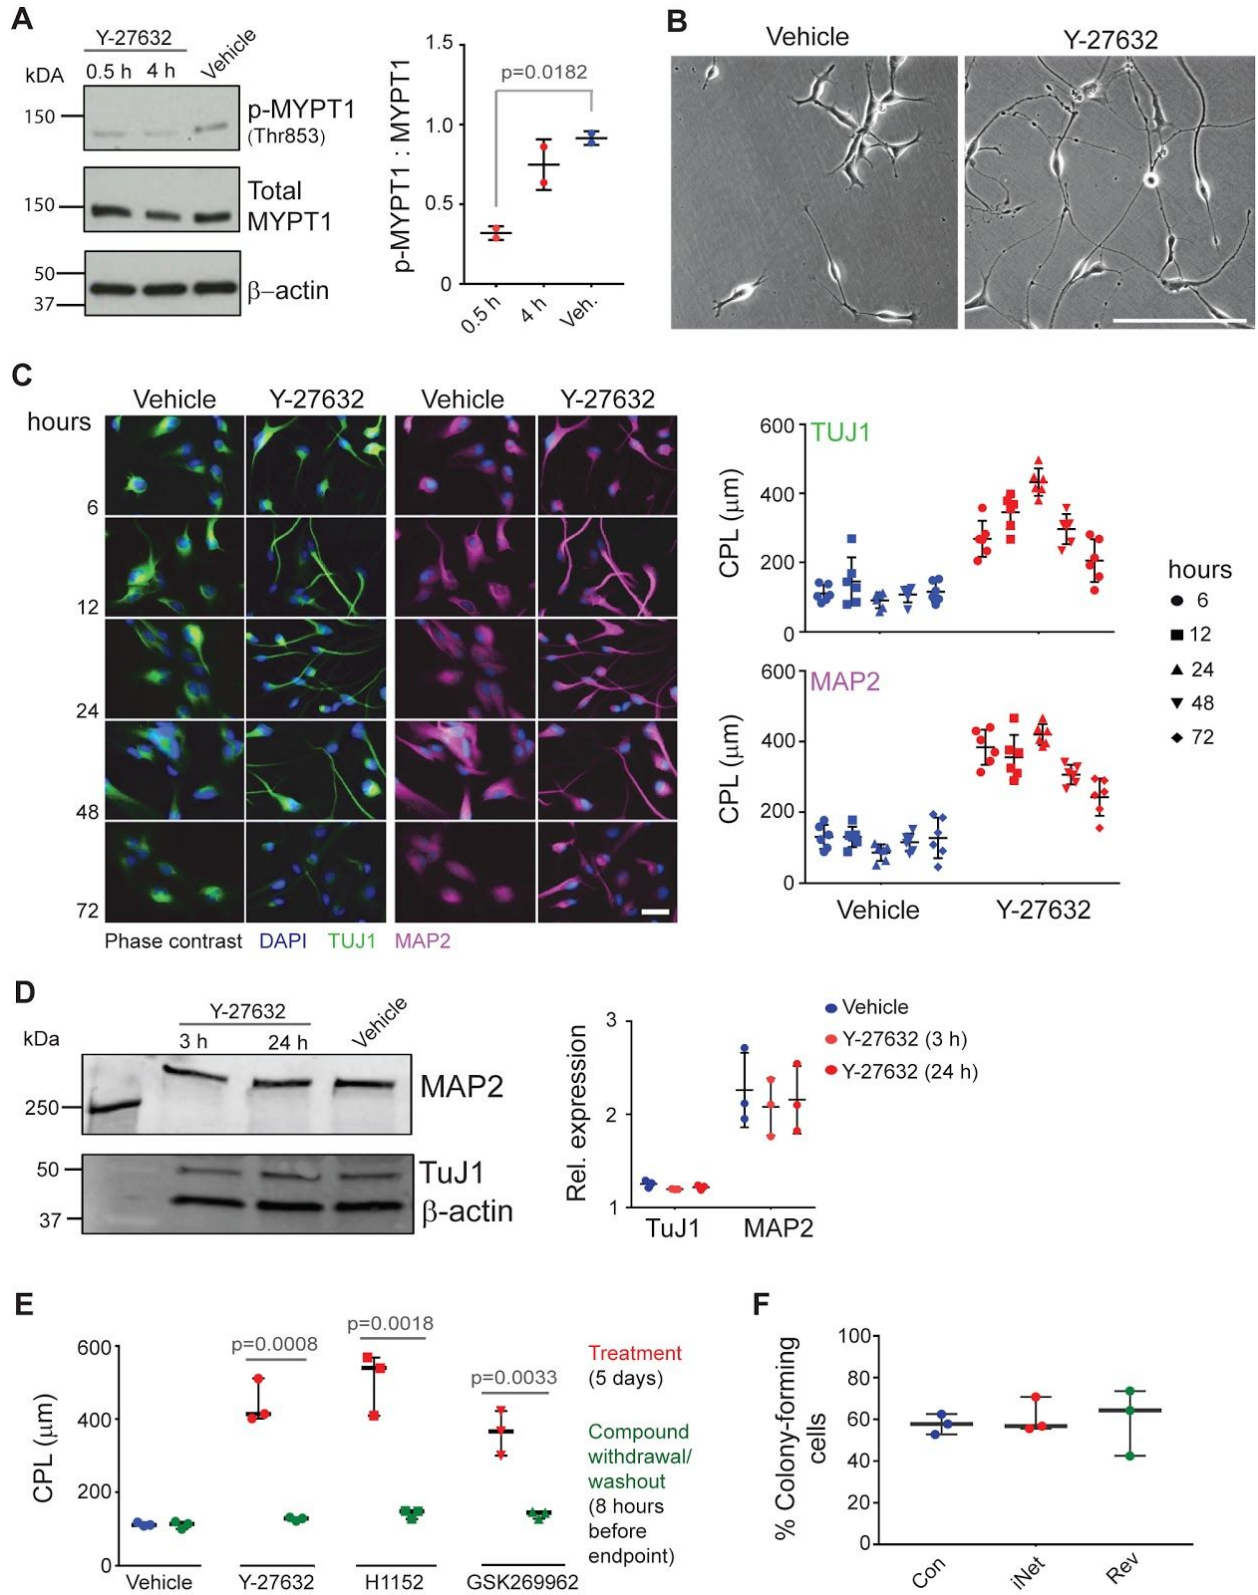 A
Y-27632
Vehicle
kDA
0.5 h
4 h
150
p-MYPT1
(Thr853)
150
Total
MYPT1
50
37
β–actin
p-MYPT1 : MYPT1
1.5
1.0
0.5
0
p=0.0182
0.5 h
4 h
Veh.
B
Vehicle
Y-27632
C
Vehicle
Y-27632
Vehicle
Y-27632
hours
6
12
24
48
72
Phase contrast
DAPI
TUJ1
MAP2
CPL (μm)
600
400
200
0
TUJ1
CPL (μm)
600
400
200
0
MAP2
Vehicle
Y-27632
hours
6
12
24
48
72
D
Y-27632
Vehicle
kDa
3 h
24 h
250
MAP2
50
37
TuJ1
β-actin
Rel. expression
3
2
1
TuJ1
MAP2
Vehicle
Y-27632 (3 h)
Y-27632 (24 h)
E
CPL (μm)
600
400
200
0
p=0.0008
p=0.0018
p=0.0033
Vehicle
Y-27632
H1152
GSK269962
Treatment
(5 days)
Compound
withdrawal/
washout
(8 hours
before
endpoint)
F
% Colony-forming
cells
100
80
60
40
20
0
Con
iNet
Rev